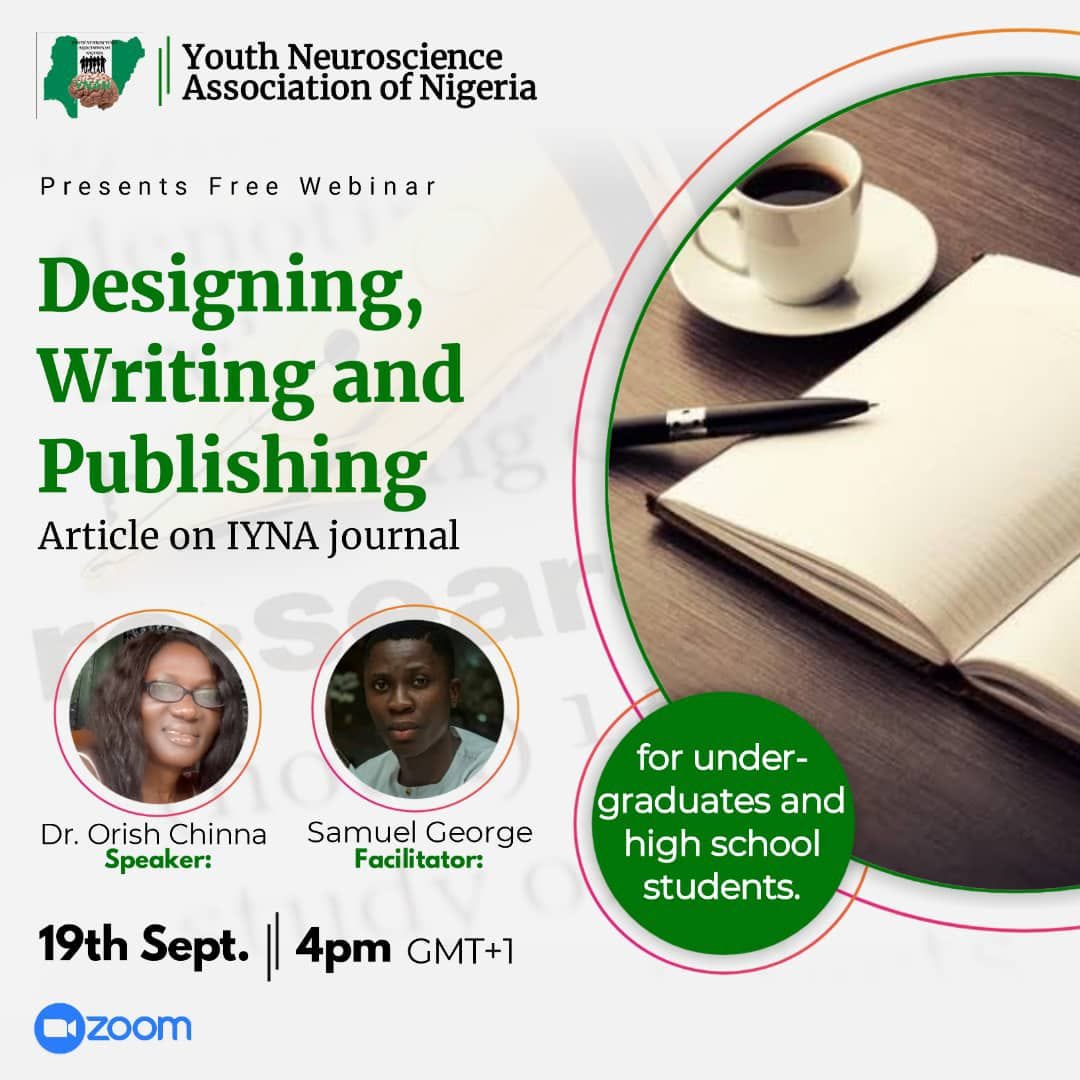 Youth Neuroscience
Association of Nigeria
Presents Free Webinar
Designing,
Writing and
Publishing
Article on IYNA journal
Dr. Orish Chinna
Speaker:
Samuel George
Facilitator:
for under-
graduates and
high school
students.
19th Sept. || 4pm GMT+1
zoom